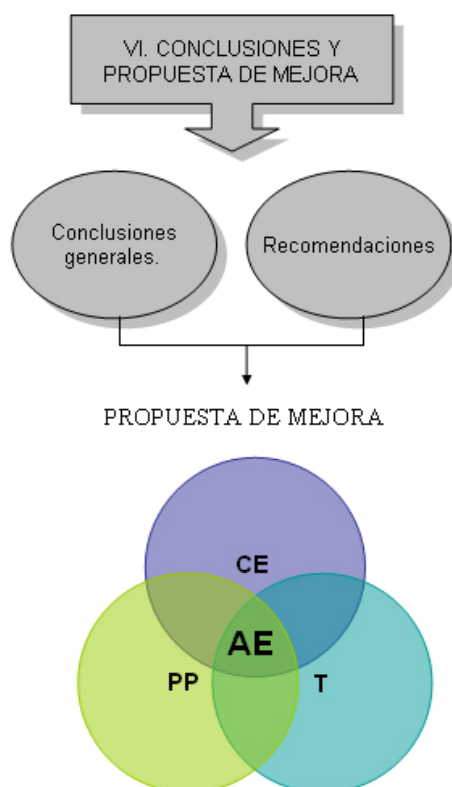 VI. CONCLUSIONES Y
PROPUESTA DE MEJORA
Conclusiones
generales.
Recomendaciones
PROPUESTA DE MEJORA
CE
AE
PP
T